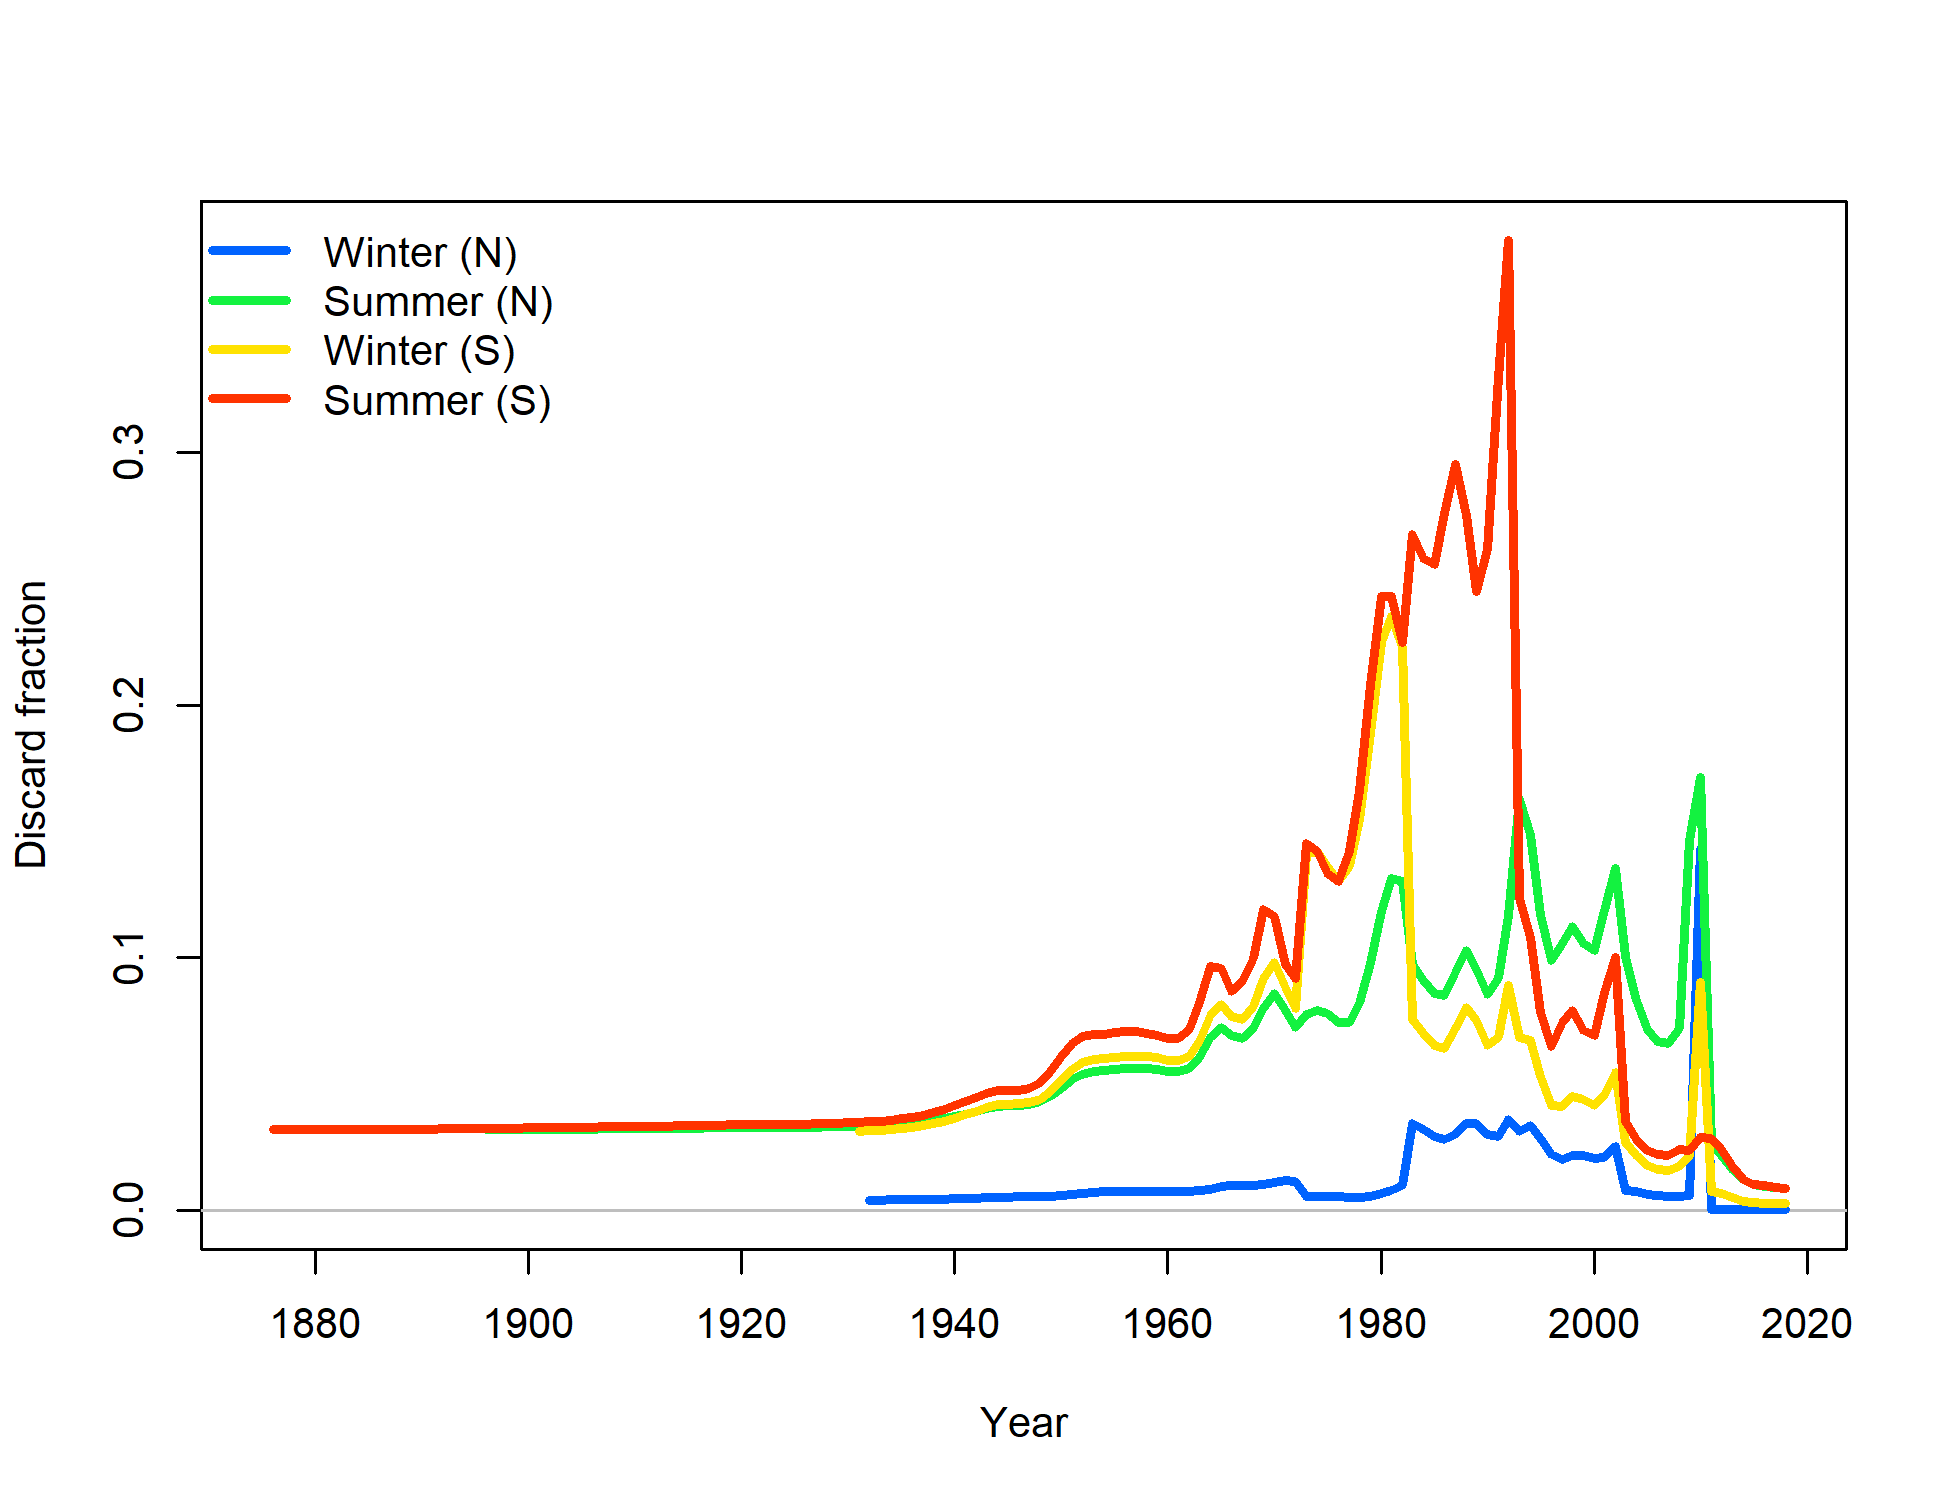 Winter (N)
Summer (N)
Winter (S)
Summer (S)
0.3
0.2
0.1
0.0
Discard fraction
1880 1900 1920 1940 1960 1980 2000 2020
Year